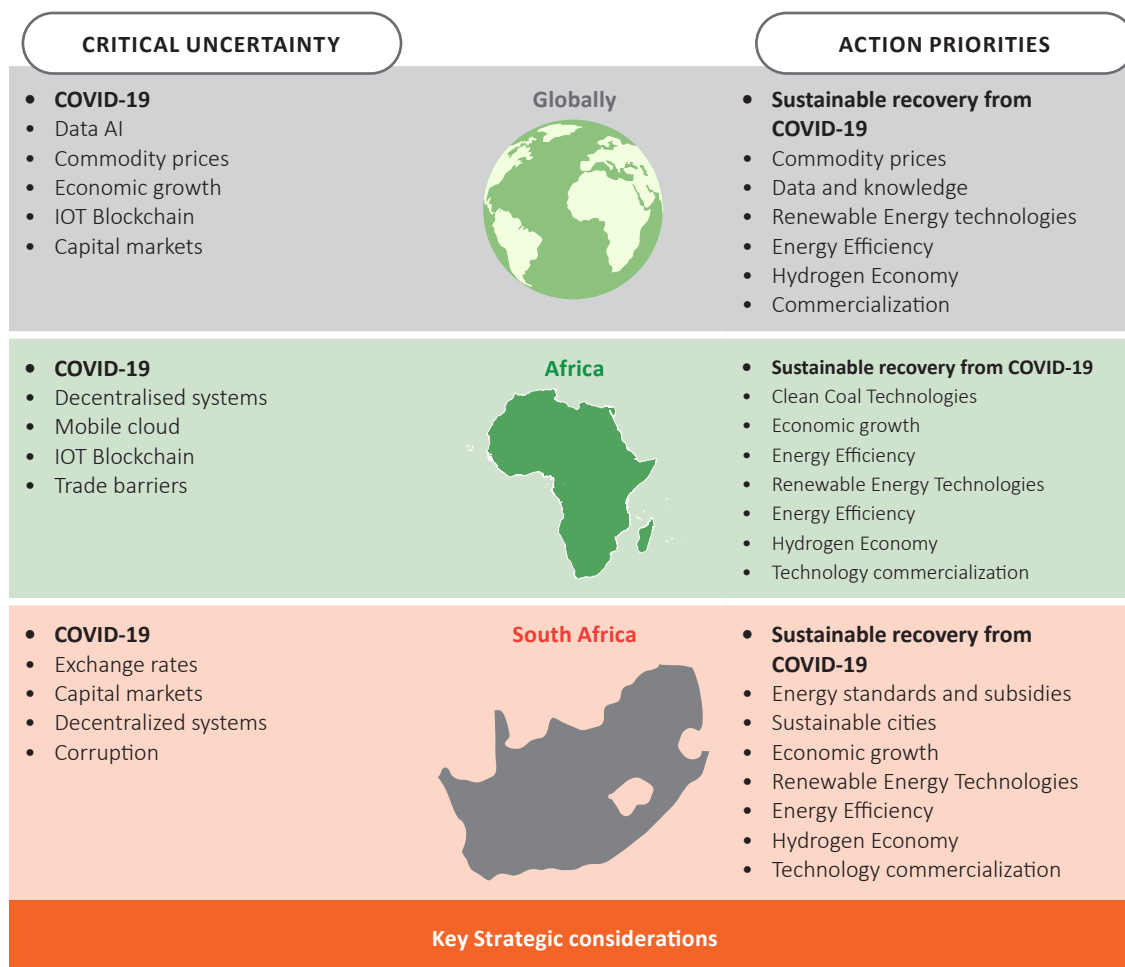 CRITICAL UNCERTAINTY
ACTION PRIORITIES
• COVID-19
• Data AI
• Commodity prices
• Economic growth
• IOT Blockchain
• Capital markets
Globally
• Sustainable recovery from
COVID-19
• Commodity prices
• Data and knowledge
• Renewable Energy technologies
• Energy Efficiency
• Hydrogen Economy
• Commercialization
• COVID-19
• Decentralised systems
• Mobile cloud
• IOT Blockchain
• Trade barriers
Africa
• Sustainable recovery from COVID-19
• Clean Coal Technologies
• Economic growth
• Energy Efficiency
• Renewable Energy Technologies
• Energy Efficiency
• Hydrogen Economy
• Technology commercialization
• COVID-19
• Exchange rates
• Capital markets
• Decentralized systems
• Corruption
South Africa
• Sustainable recovery from
COVID-19
• Energy standards and subsidies
• Sustainable cities
• Economic growth
• Renewable Energy Technologies
• Energy Efficiency
• Hydrogen Economy
• Technology commercialization
Key Strategic considerations